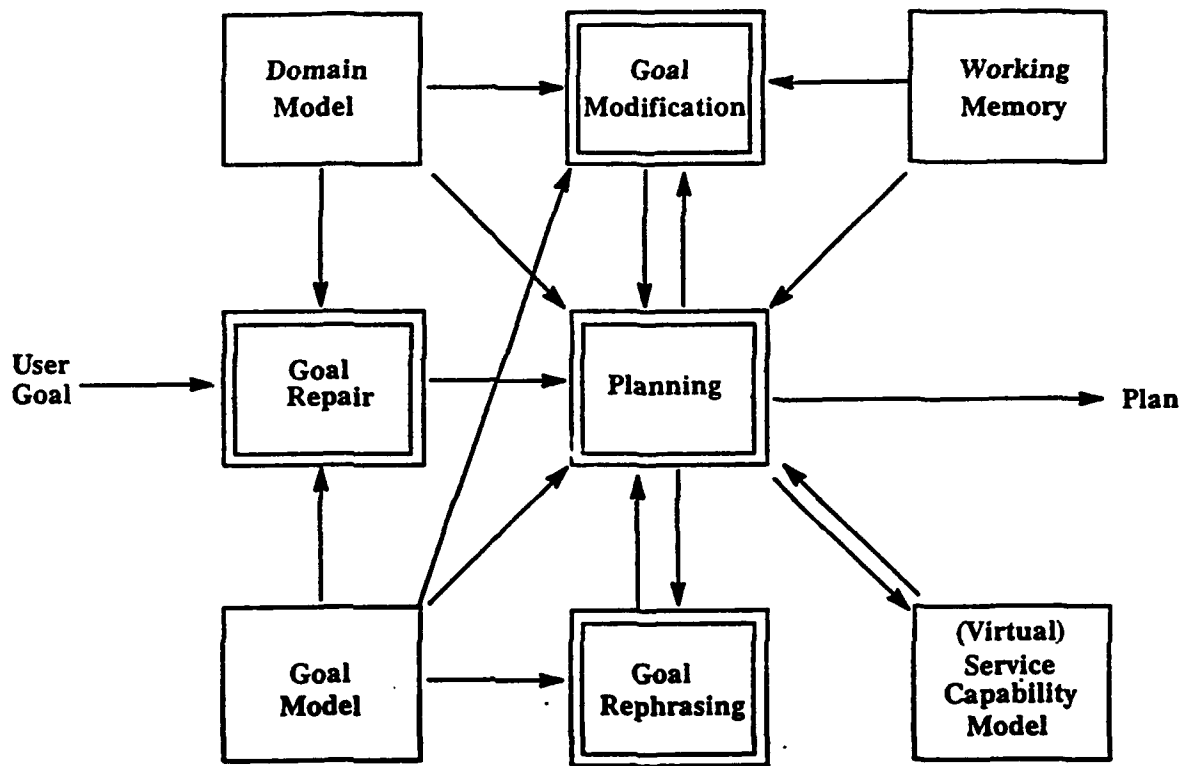 Domain
Model
Goal
Modification
Working
Memory
User
Goal
Goal
Repair
Planning
Plan
Goal
Model
Goal
Rephrasing
(Virtual)
Service
Capability
Model